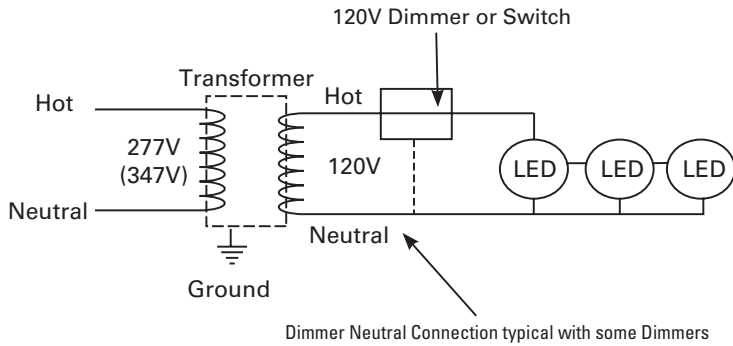 120V Dimmer or Switch
Transformer
Hot
Hot
277V
(347V)
120V
LED
LED
LED
Neutral
Neutral
Ground
Dimmer Neutral Connection typical with some Dimmers